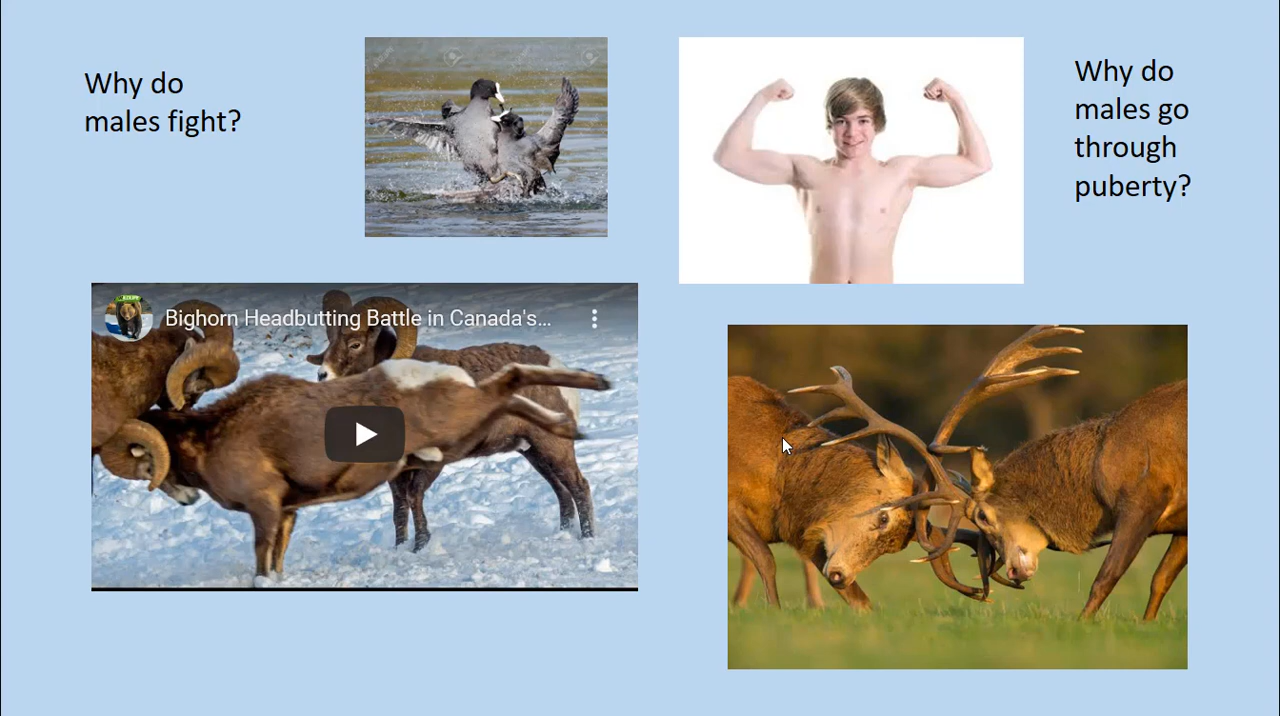 Why do
males fight?
Why do
males go
through
puberty?
Bighorn Headbutting Battle in Canada's...